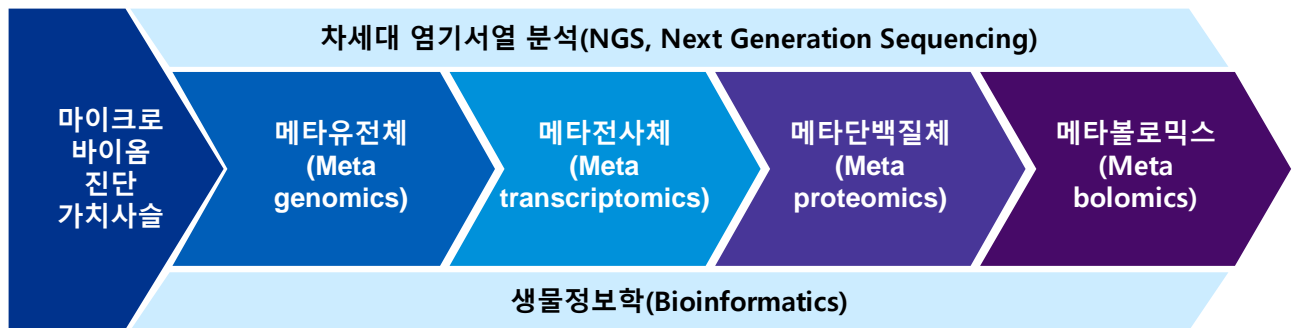 차세대 염기서열 분석(NGS, Next Generation Sequencing)
마이크로
바이옴
진단
가치사슬
메타유전체
(Meta
genomics)
메타전사체
(Meta
transcriptomics)
메타단백질체
(Meta
proteomics)
메타볼로믹스
(Meta
bolomics)
생물정보학(Bioinformatics)